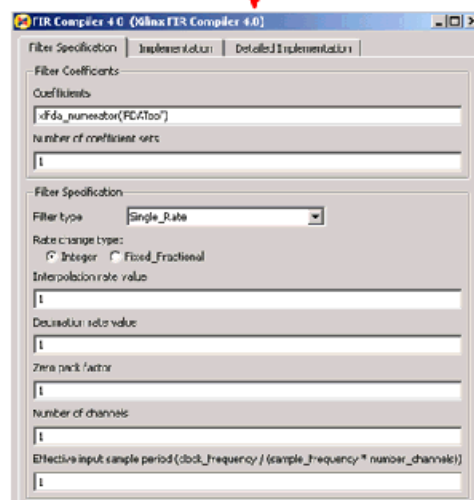 FIR Compiler 4.0 (Xilinx FIR Compiler 4.0)
Filter Specification Implementation Detailed Implementation
Filter Coefficients
Coefficients
xlfda_numerator('FDATool')
Number of coefficient sets
1
Filter Specification
Filter type Single_Rate
Rate change type:
Integer Fixed_Fractional
Interpolation rate value
1
Decimation rate value
1
Zero pack factor
1
Number of channels
1
Effective input sample period (clock_frequency / (sample_frequency * number_channels))
1